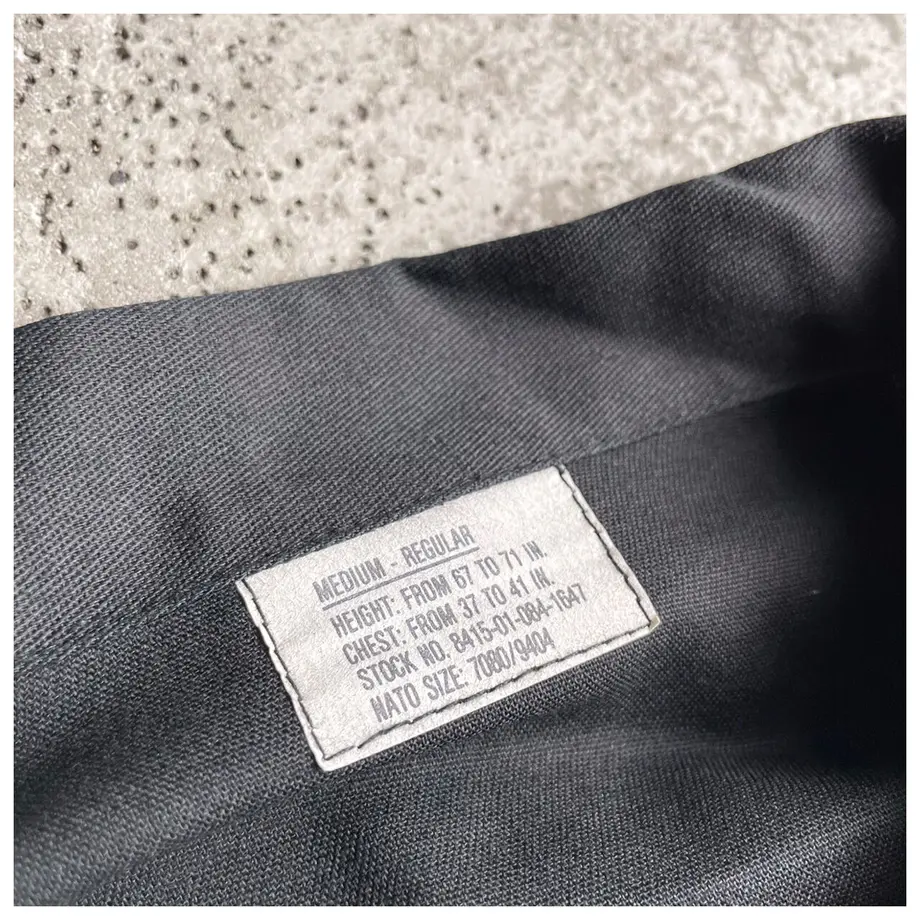 MEDIUM - REGULAR
HEIGHT: FROM 67 TO 71 IN.
CHEST: FROM 37 TO 41 IN.
STOCK NO. 8415-01-084-1647
NATO SIZE: 7080/9404